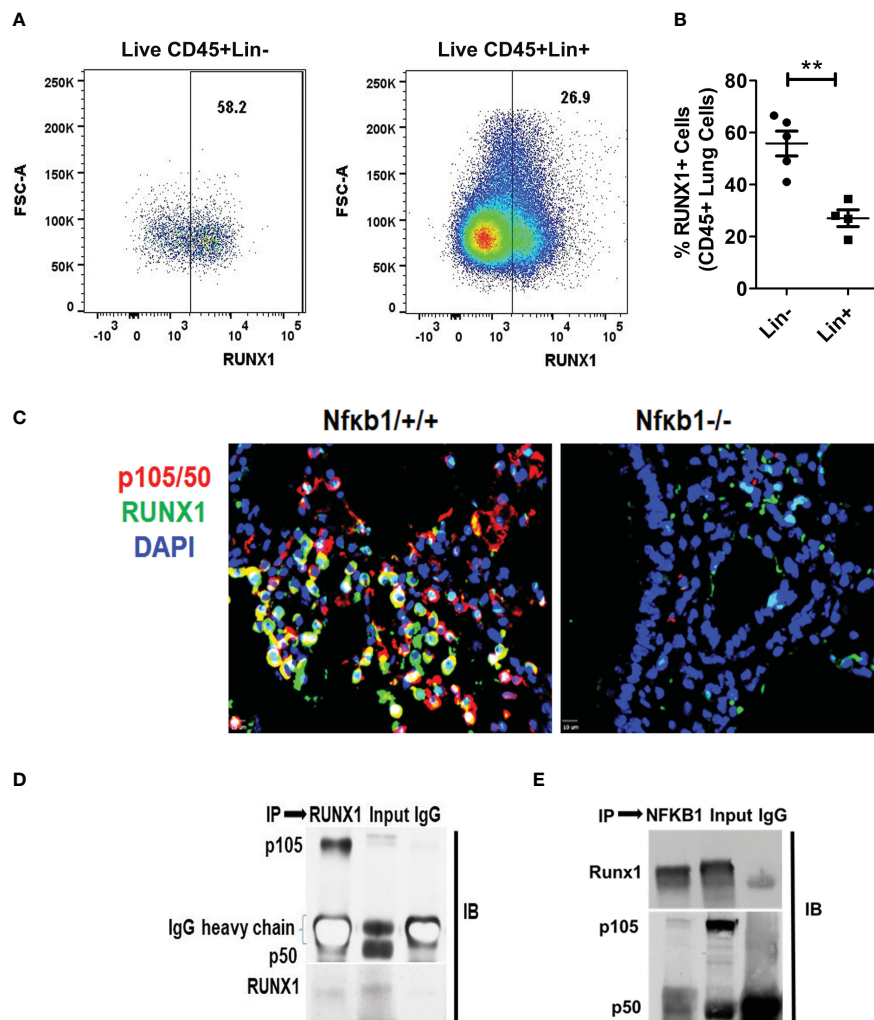 A
Live CD45+Lin-
58.2
250K
200K
150K
100K
50K
0
FSC-A
-10³ 0 10³ 10⁴ 10⁵
RUNX1
Live CD45+Lin+
26.9
250K
200K
150K
100K
50K
0
FSC-A
-10³ 0 10³ 10⁴ 10⁵
RUNX1
B
**
80
60
40
20
0
% RUNX1+ Cells
(CD45+ Lung Cells)
Lin-
Lin+
C
Nfκb1/+/+
Nfκb1-/-
p105/50
RUNX1
DAPI
10 µm
D
IP → RUNX1 Input IgG
p105
IgG heavy chain
p50
RUNX1
IB
E
IP → NFKB1 Input IgG
Runx1
p105
p50
IB